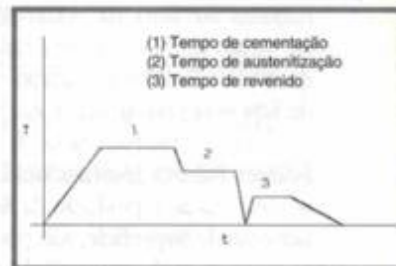 (1) Tempo de cementação
(2) Tempo de austenitização
(3) Tempo de revenido
T
1
2
3
t